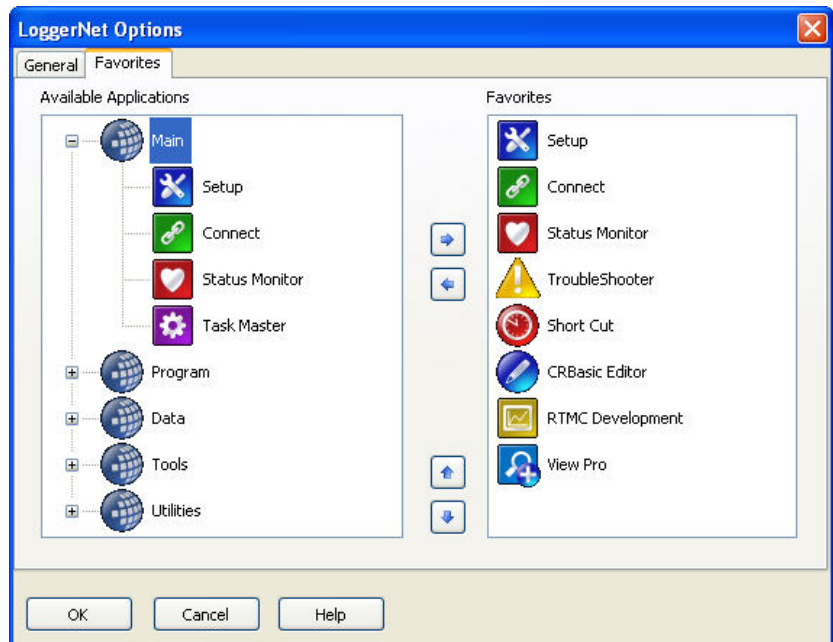 LoggerNet Options
General
Favorites
Available Applications
Main
Setup
Connect
Status Monitor
Task Master
Program
Data
Tools
Utilities
Favorites
Setup
Connect
Status Monitor
TroubleShooter
Short Cut
CRBasic Editor
RTMC Development
View Pro
OK
Cancel
Help